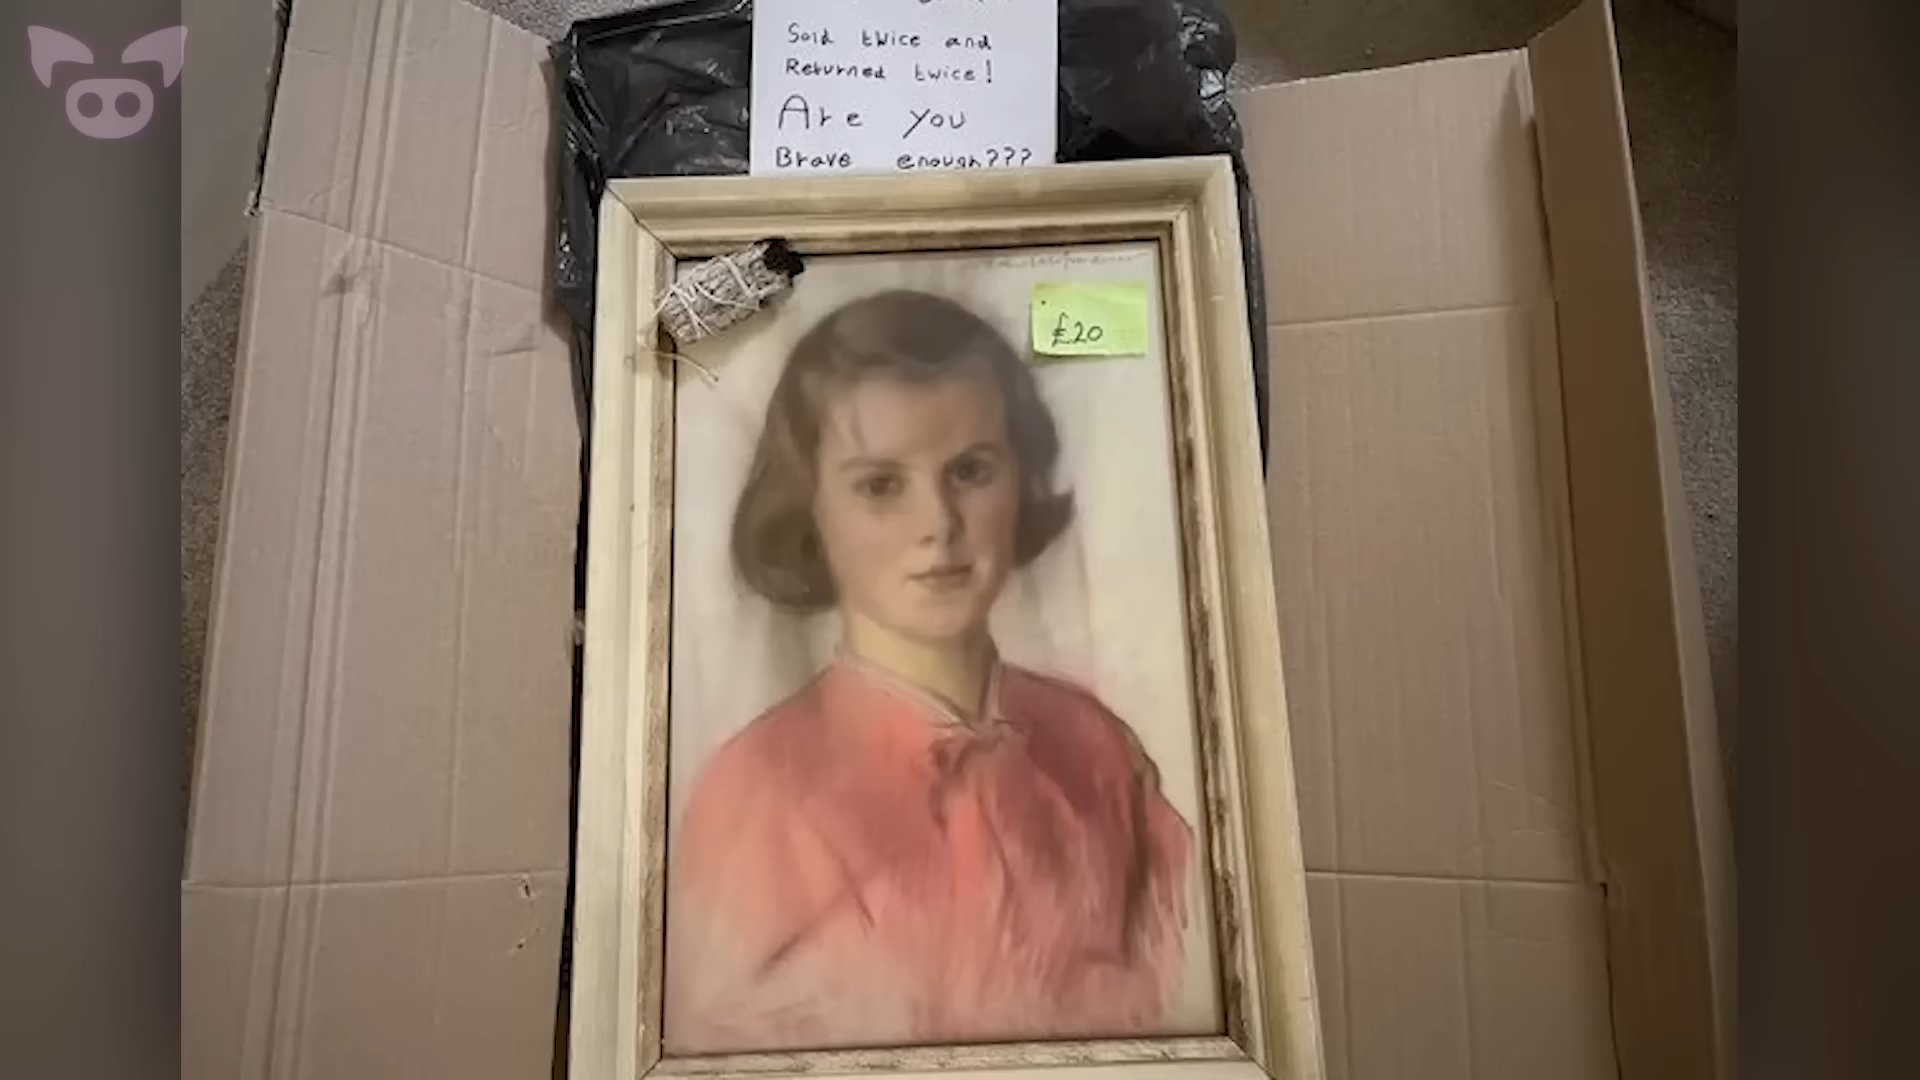 Sold twice and
Returned twice!
Are you
Brave enough???
£20